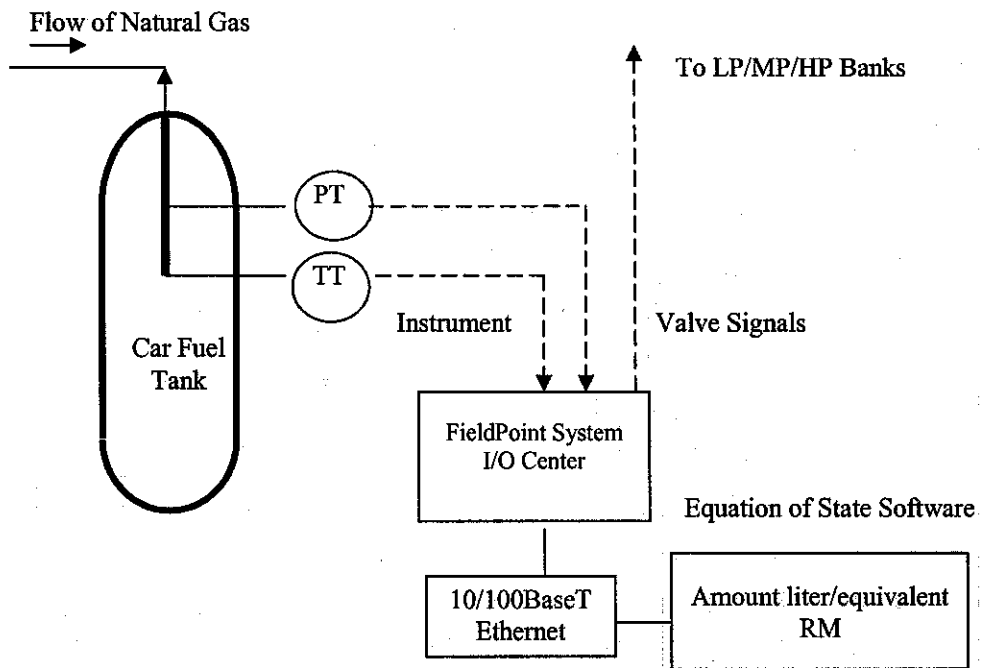 Flow of Natural Gas
To LP/MP/HP Banks
PT
TT
Instrument
Valve Signals
Car Fuel
Tank
FieldPoint System
I/O Center
Equation of State Software
10/100BaseT
Ethernet
Amount liter/equivalent
RM